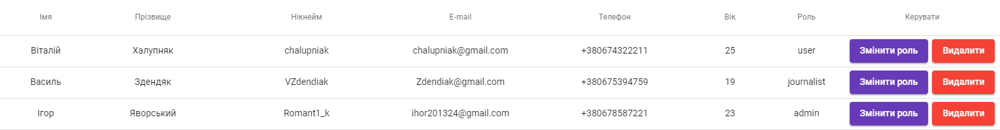 Імя Прізвище Нікнейм E-mail Телефон Вік Роль Керувати
Віталій Халупняк chalupniak chalupniak@gmail.com +380674322211 25 user Змінити роль Видалити
Василь Здендяк VZdendiak Zdendiak@gmail.com +380675394759 19 journalist Змінити роль Видалити
Ігор Яворський Romant1_k ihor201324@gmail.com +380678587221 23 admin Змінити роль Видалити